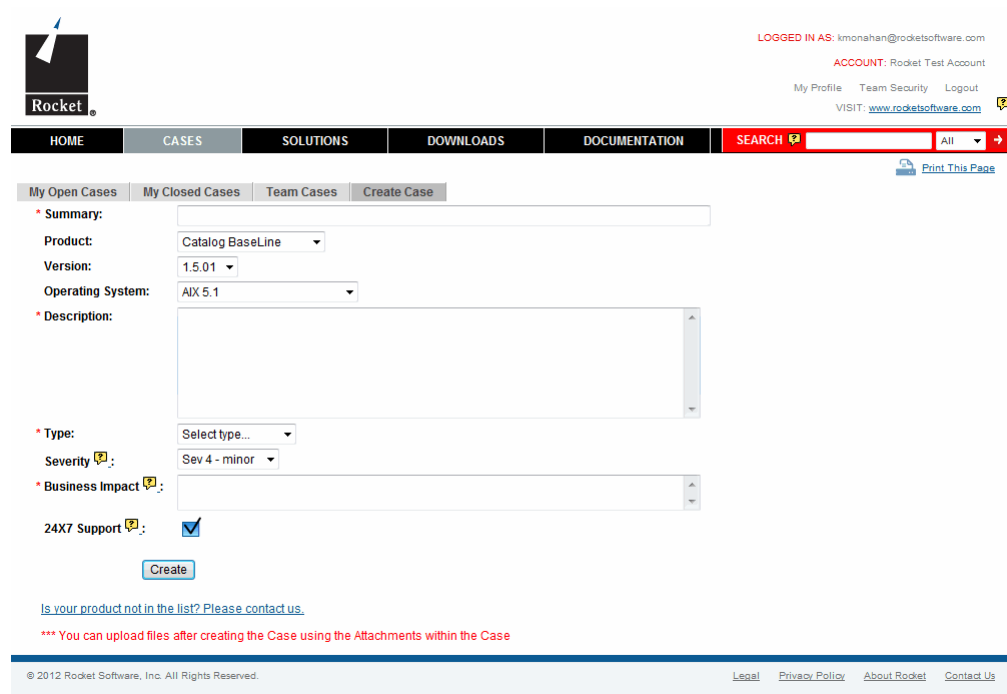 Rocket ®
LOGGED IN AS: kmonahan@rocketsoftware.com
ACCOUNT: Rocket Test Account
My Profile Team Security Logout
VISIT: www.rocketsoftware.com ?
HOME CASES SOLUTIONS DOWNLOADS DOCUMENTATION SEARCH ? All
Print This Page
My Open Cases My Closed Cases Team Cases Create Case
* Summary:
Product: Catalog BaseLine
Version: 1.5.01
Operating System: AIX 5.1
* Description:
* Type: Select type...
Severity ? : Sev 4 - minor
* Business Impact ? :
24X7 Support ? :
Create
Is your product not in the list? Please contact us.
*** You can upload files after creating the Case using the Attachments within the Case
© 2012 Rocket Software, Inc. All Rights Reserved. Legal Privacy Policy About Rocket Contact Us